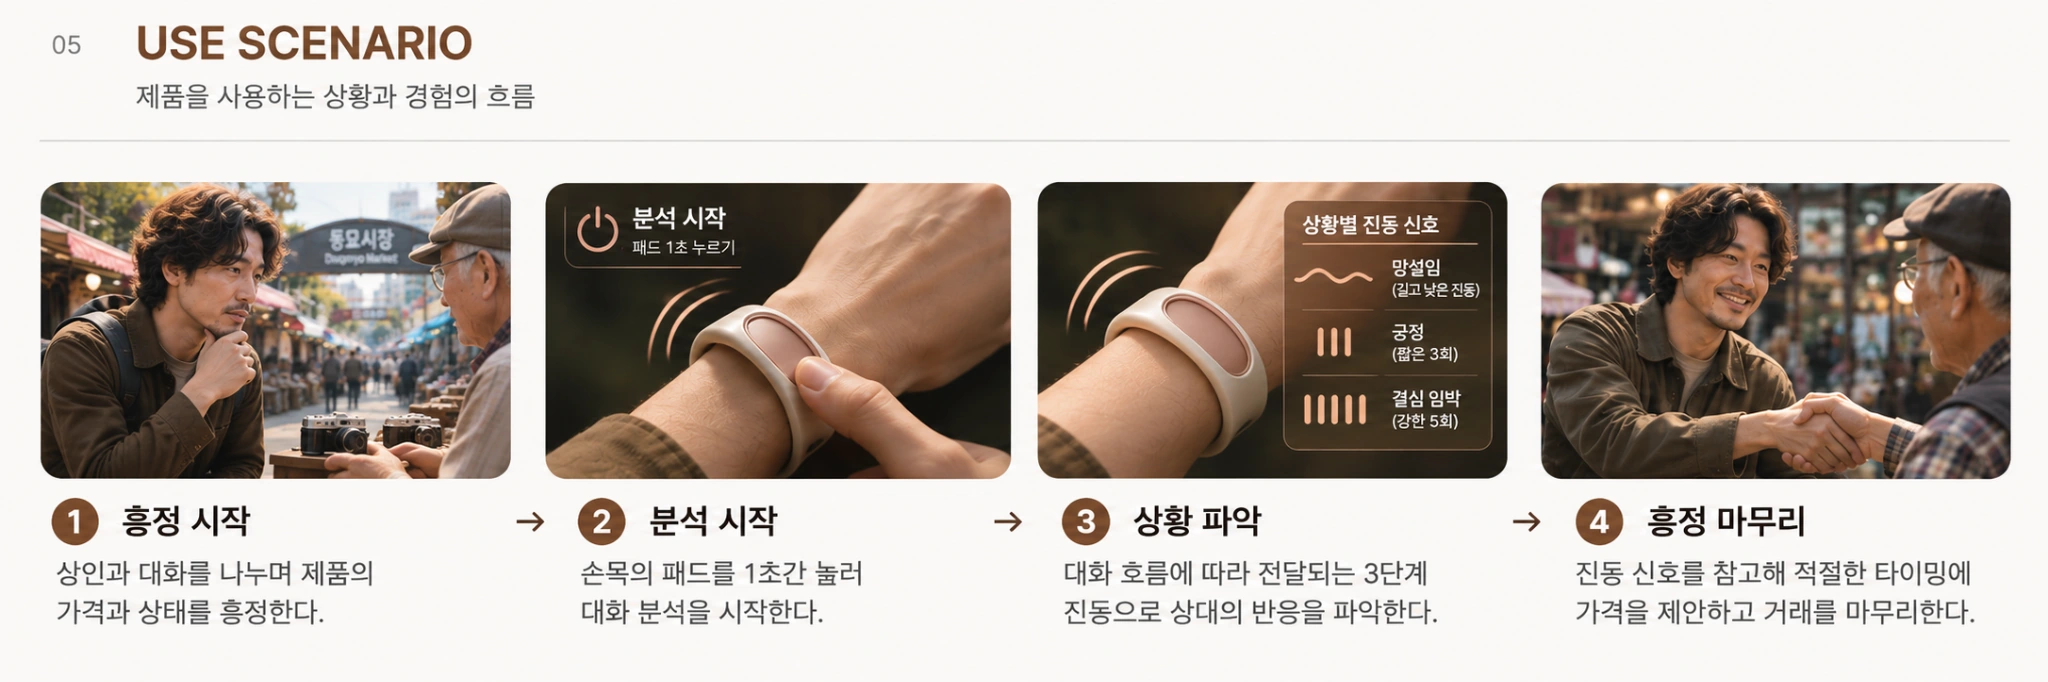 05
USE SCENARIO
제품을 사용하는 상황과 경험의 흐름
동묘시장
Market
분석 시작
패드 1초 누르기
상황별 진동 신호
망설임
(길고 낮은 진동)
긍정
(짧은 3회)
결심 임박
(강한 5회)
1 흥정 시작
→
2 분석 시작
→
3 상황 파악
→
4 흥정 마무리
상인과 대화를 나누며 제품의
가격과 상태를 흥정한다.
손목의 패드를 1초간 눌러
대화 분석을 시작한다.
대화 흐름에 따라 전달되는 3단계
진동으로 상대의 반응을 파악한다.
진동 신호를 참고해 적절한 타이밍에
가격을 제안하고 거래를 마무리한다.